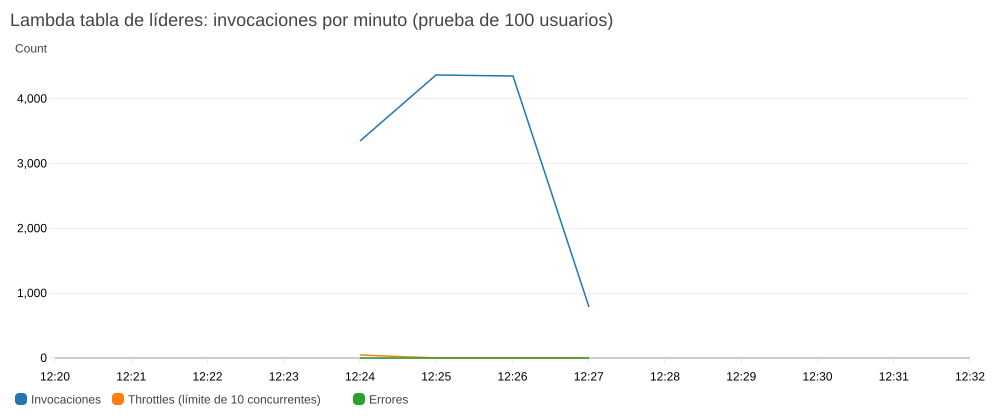 Lambda tabla de líderes: invocaciones por minuto (prueba de 100 usuarios)
Count
4,000
3,000
2,000
1,000
0
12:20 12:21 12:22 12:23 12:24 12:25 12:26 12:27 12:28 12:29 12:30 12:31 12:32
Invocaciones Throttles (límite de 10 concurrentes) Errores